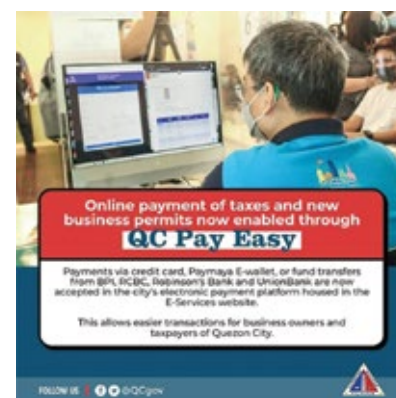 Online payment of taxes and new
business permits now enabled through
QC Pay Easy
Payments via credit card, Paymaya E-wallet, or fund transfers
from BPI, RCBC, Robinson's Bank and UnionBank are now
accepted in the city's electronic payment platform housed in the
E-Services website.
This allows easier transactions for business owners and
taxpayers of Quezon City.
FOLLOW US @QCgov